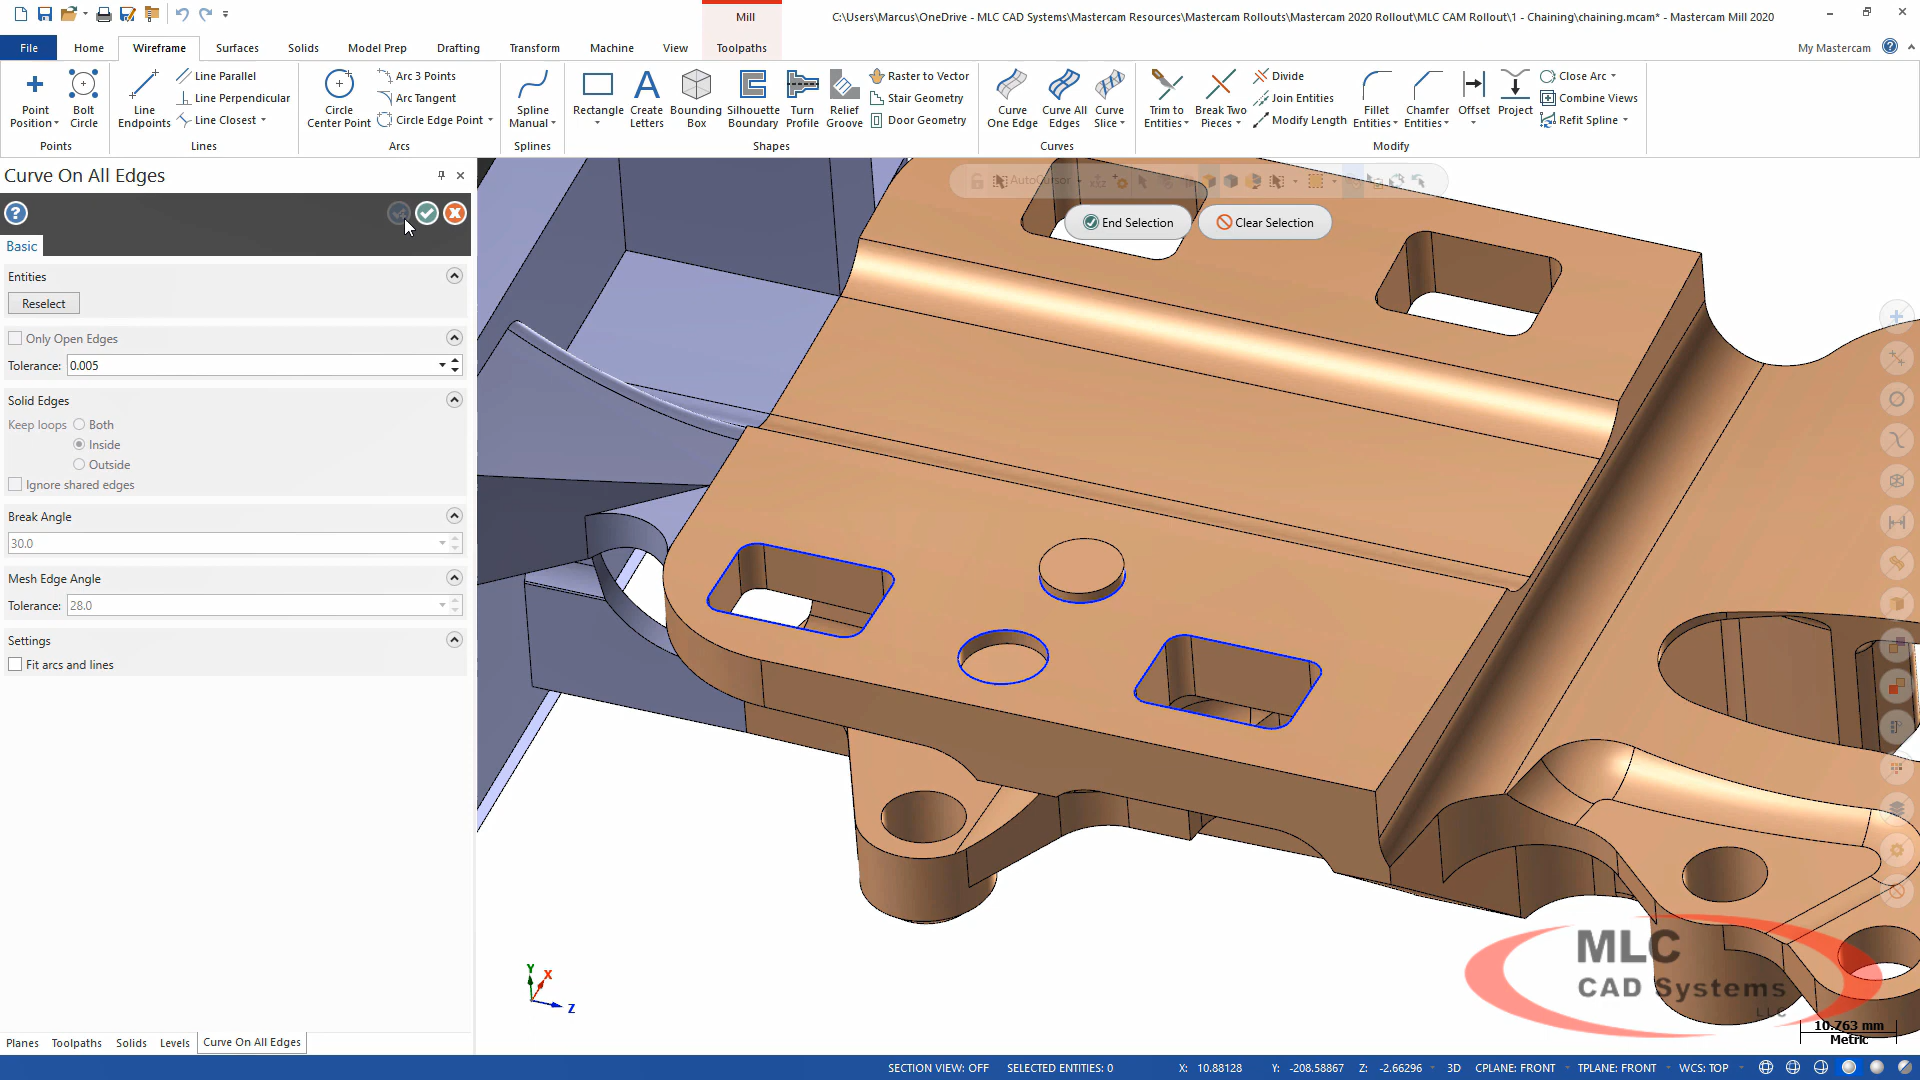 Mill
C:\Users\Marcus\OneDrive - MLC CAD Systems\Mastercam Resources\Mastercam Rollouts\Mastercam 2020 Rollout\MLC CAM Rollout\1 - Chaining\chaining.mcam* - Mastercam Mill 2020
File Home Wireframe Surfaces Solids Model Prep Drafting Transform Machine View Toolpaths My Mastercam
Point Position
Bolt Circle
Points
Line Endpoints
Line Parallel
Line Perpendicular
Line Closest
Lines
Circle Center Point
Arc 3 Points
Arc Tangent
Circle Edge Point
Arcs
Spline Manual
Splines
Rectangle
Create Letters
Bounding Box
Silhouette Boundary
Turn Profile
Relief Groove
Raster to Vector
Stair Geometry
Door Geometry
Shapes
Curve One Edge
Curve All Edges
Curve Slice
Curves
Trim to Entities
Break Two Pieces
Divide
Join Entities
Modify Length
Fillet Entities
Chamfer Entities
Offset
Project
Close Arc
Combine Views
Refit Spline
Modify
Curve On All Edges
Basic
Entities
Reselect
Only Open Edges
Tolerance: 0.005
Solid Edges
Keep loops Both
Inside
Outside
Ignore shared edges
Break Angle
30.0
Mesh Edge Angle
Tolerance: 28.0
Settings
Fit arcs and lines
AutoCursor
End Selection Clear Selection
Y X
Z
MLC
CAD Systems
LLC
10.763 mm
Metric
Planes Toolpaths Solids Levels Curve On All Edges
SECTION VIEW: OFF SELECTED ENTITIES: 0 X: 10.88128 Y: -208.58867 Z: -2.66296 3D CPLANE: FRONT TPLANE: FRONT WCS: TOP